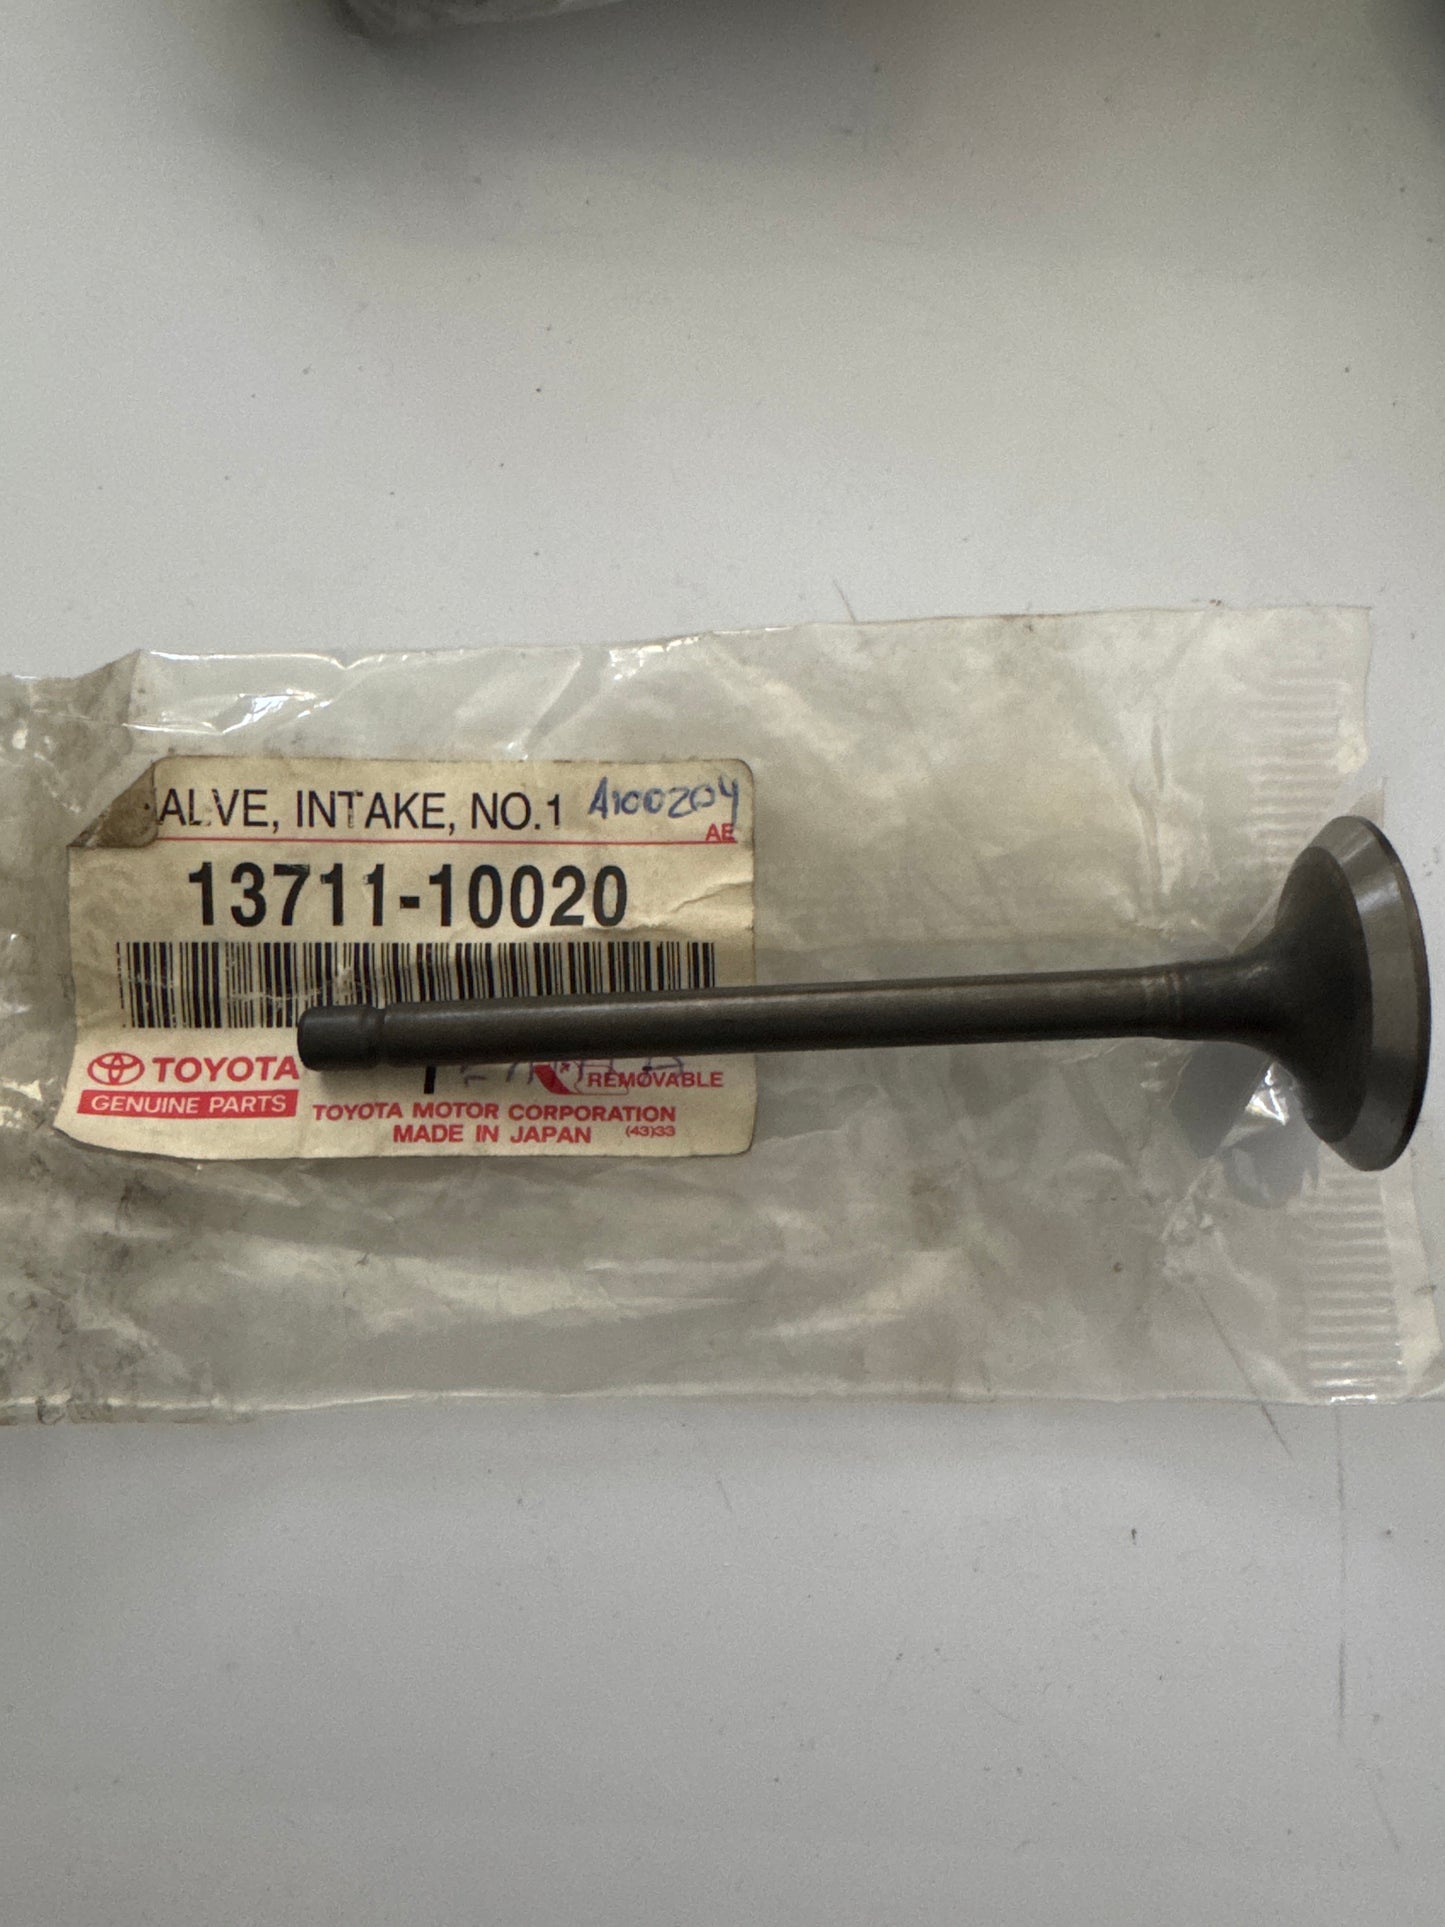 ALVE, INTAKE, NO.1 A100204
AE
13711-10020
TOYOTA
GENUINE PARTS
REMOVABLE
TOYOTA MOTOR CORPORATION
MADE IN JAPAN (43)33